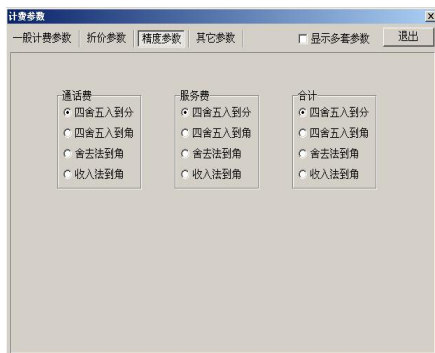 计费参数
一般计费参数 折价参数 精度参数 其它参数 显示多套参数 退出
通话费 服务费 合计
四舍五入到分 四舍五入到分 四舍五入到分
四舍五入到角 四舍五入到角 四舍五入到角
舍去法到角 舍去法到角 舍去法到角
收入法到角 收入法到角 收入法到角